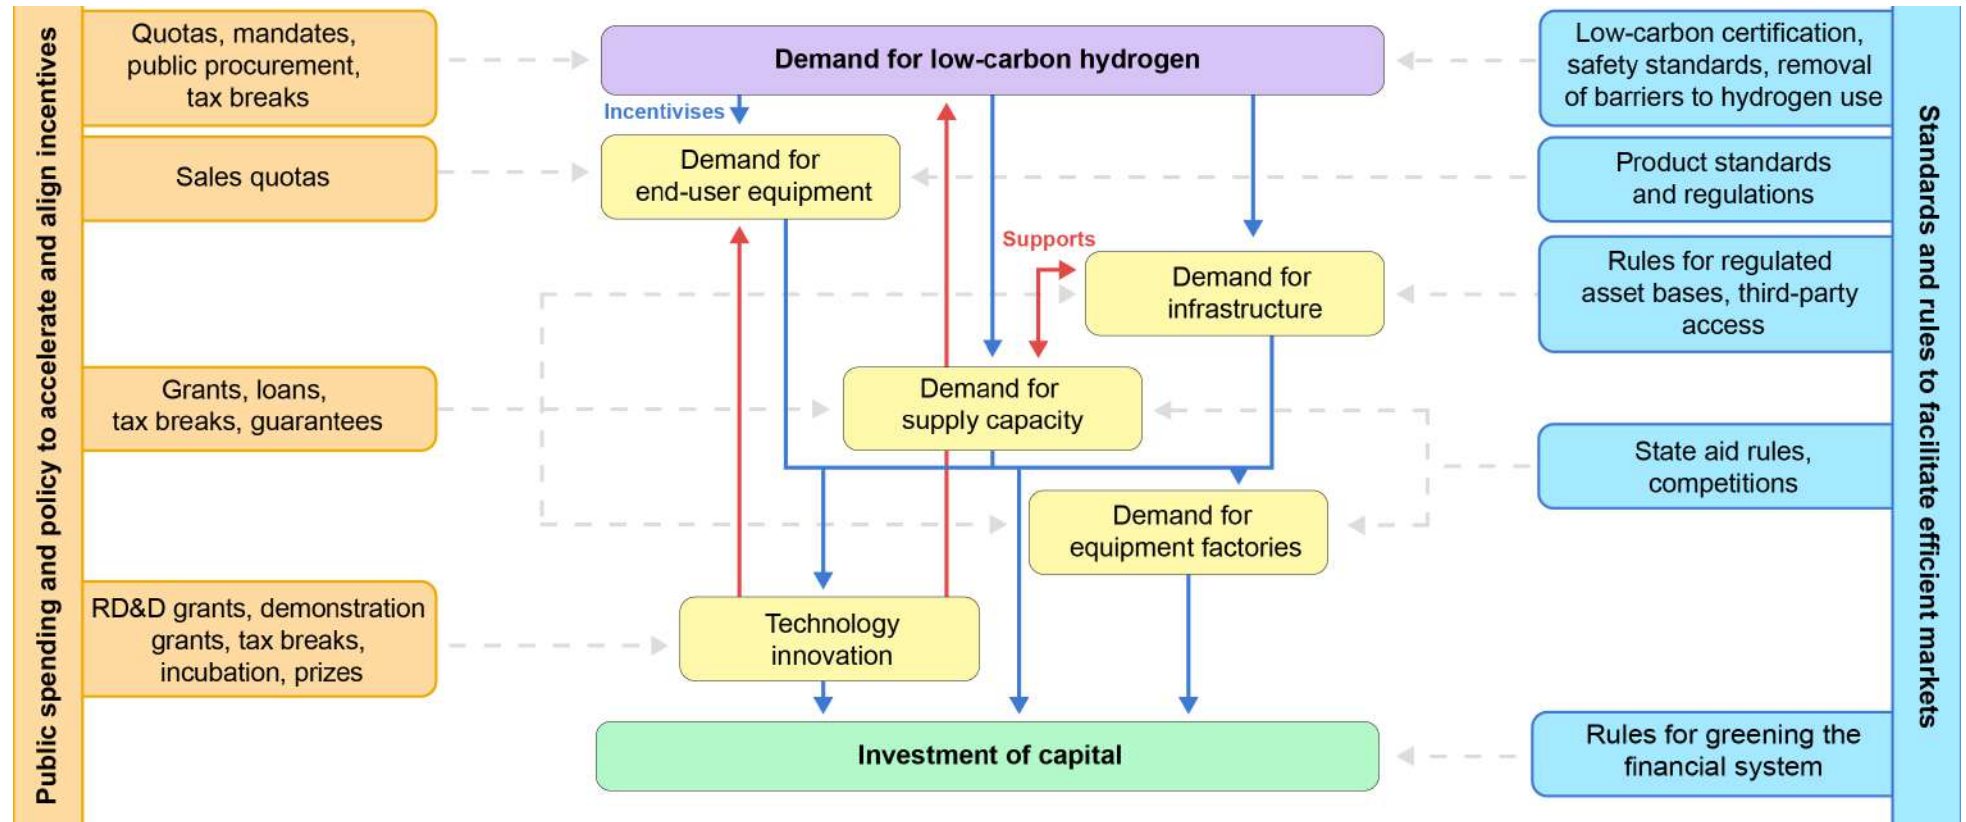 Public spending and policy to accelerate and align incentives
Quotas, mandates,
public procurement,
tax breaks
Sales quotas
Grants, loans,
tax breaks, guarantees
RD&D grants, demonstration
grants, tax breaks,
incubation, prizes
Demand for low-carbon hydrogen
Incentivises
Demand for
end-user equipment
Supports
Demand for
infrastructure
Demand for
supply capacity
Demand for
equipment factories
Technology
innovation
Investment of capital
Low-carbon certification,
safety standards, removal
of barriers to hydrogen use
Product standards
and regulations
Rules for regulated
asset bases, third-party
access
State aid rules,
competitions
Rules for greening the
financial system
Standards and rules to facilitate efficient markets